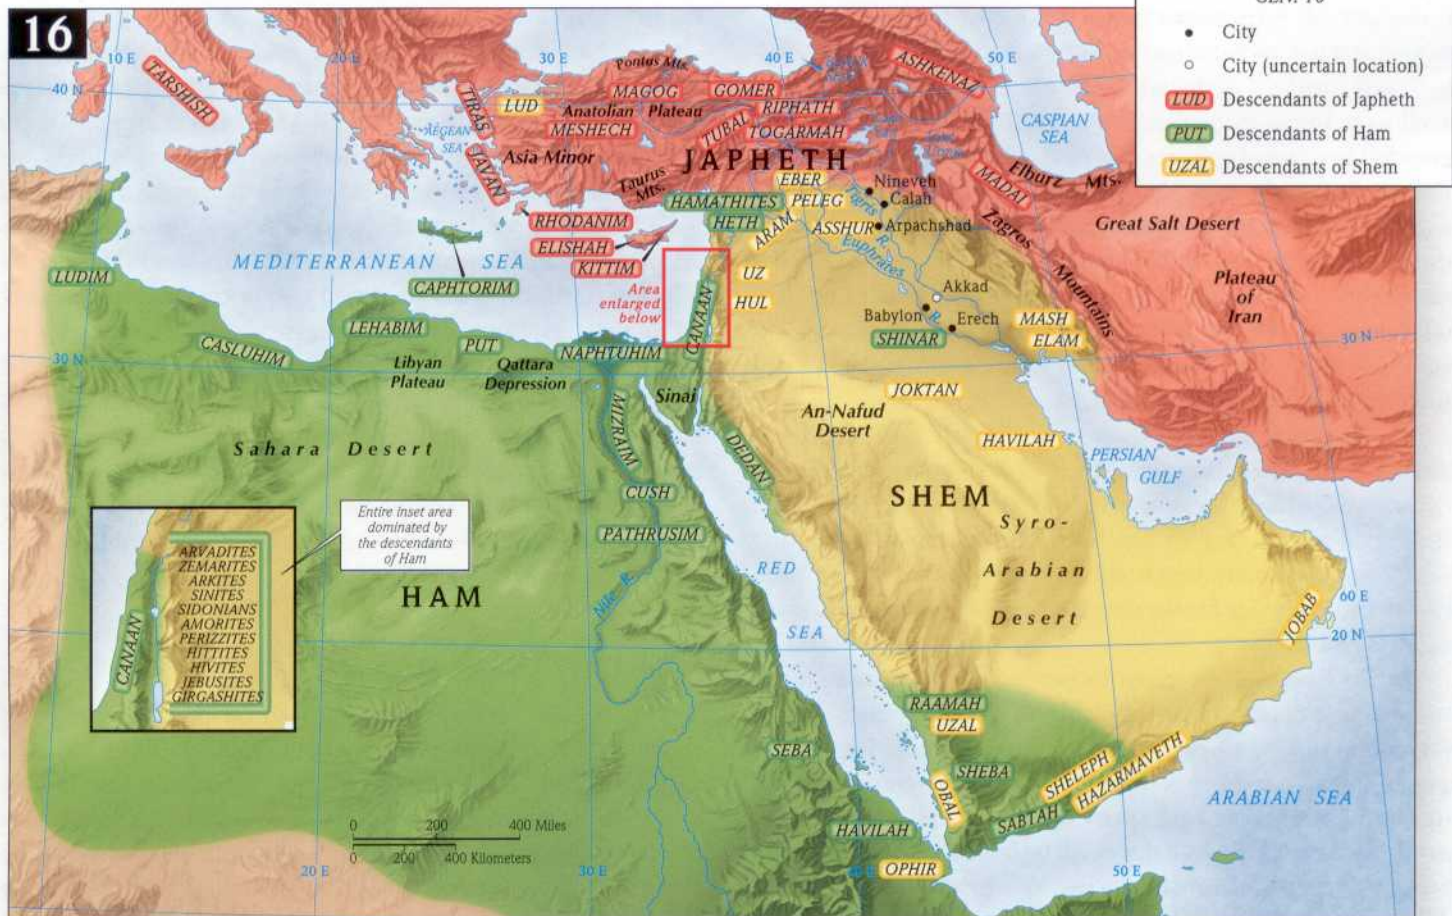 16
City
City (uncertain location)
LUD Descendants of Japheth
PUT Descendants of Ham
UZAL Descendants of Shem
10 E
20 E
30 E
40 E
50 E
40 N
TARSHISH
TIRAS
LUD
Pontus Mts.
MAGOG
GOMER
ASHKENAZ
Anatolian Plateau
RIPHATH
MESHECH
TUBAL
TOGARMAH
AEGEAN
SEA
JAVAN
Asia Minor
JAPHETH
CASPIAN
SEA
Taurus
Mts.
EBER
Nineveh
MADAI
Elburz Mts.
HAMATHITES
PELEG
Tigris R.
Calah
RHODANIM
HETH
ARAM
ASSHUR
Arpachshad
Zagros
Mountains
Great Salt Desert
ELISHAH
KITTIM
Euphrates
R.
MEDITERRANEAN SEA
LUDIM
CAPHTORIM
Area
enlarged
below
UZ
HUL
CANAAN
Akkad
Babylon
Erech
SHINAR
MASH
ELAM
Plateau
of
Iran
LEHABIM
CASLUHIM
PUT
NAPHTUHIM
30 N
30 N
Libyan
Plateau
Qattara
Depression
Sinai
MIZRAIM
JOKTAN
An-Nafud
Desert
Sahara Desert
DEDAN
HAVILAH
PERSIAN
GULF
CUSH
SHEM
PATHRUSIM
Syro-
Arabian
Desert
Entire inset area
dominated by
the descendants
of Ham
ARVADITES
ZEMARITES
ARKITES
SINITES
SIDONIANS
AMORITES
PERIZZITES
HITTITES
HIVITES
JEBUSITES
GIRGASHITES
CANAAN
HAM
Nile R.
RED
SEA
60 E
20 N
JOBAB
RAAMAH
UZAL
SEBA
SHEBA
SHELEPH
HAZARMAVETH
OBAL
SABTAH
ARABIAN SEA
HAVILAH
OPHIR
0 200 400 Miles
0 200 400 Kilometers
20 E
30 E
50 E